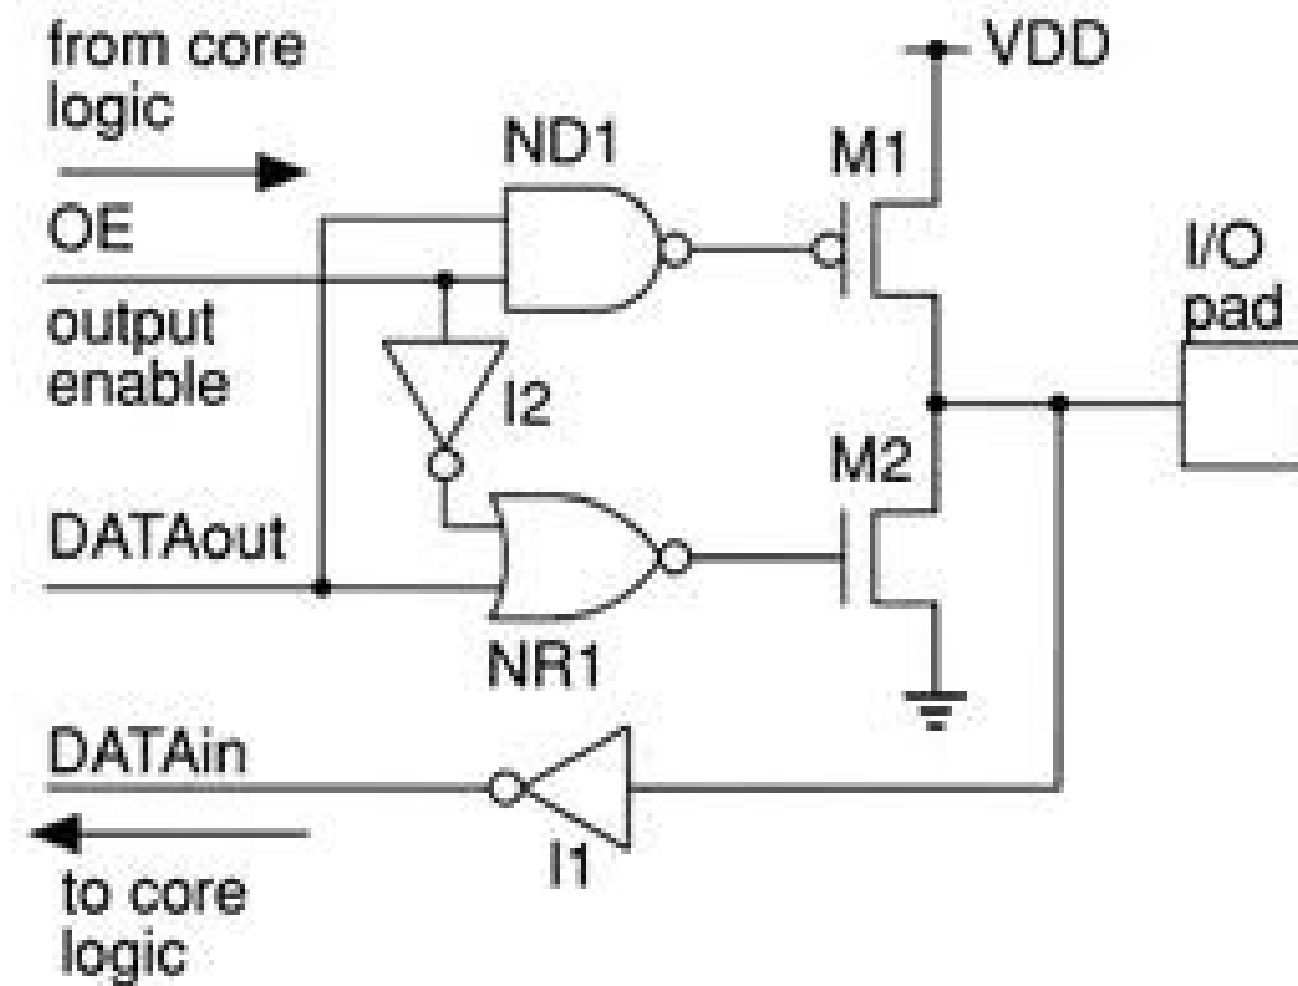 from core
logic
VDD
ND1
M1
OE
I/O
pad
output
enable
I2
M2
DATAout
NR1
DATAin
I1
to core
logic